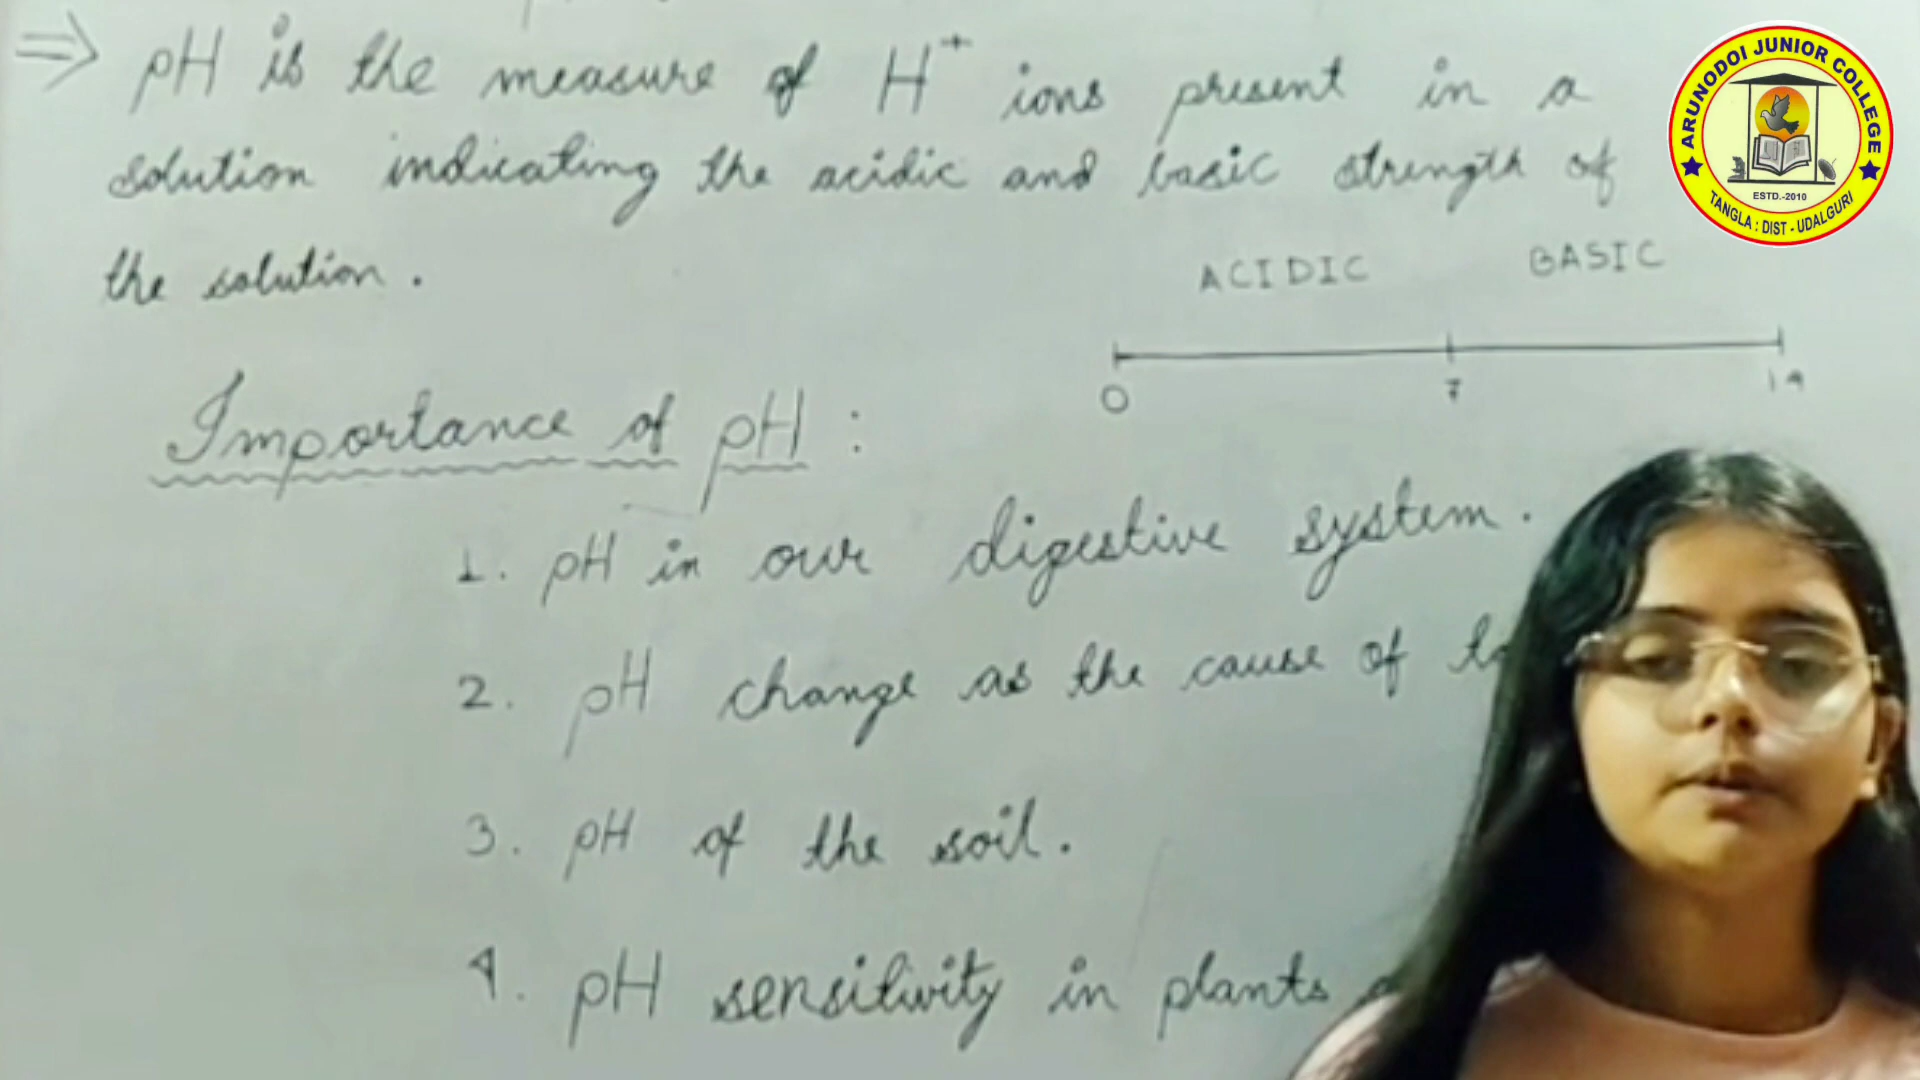 ⇒ pH is the measure of H⁺ ions present in a
solution indicating the acidic and basic strength of
the solution.
ACIDIC BASIC
0 7 14
Importance of pH :
1. pH in our digestive system.
2. pH change as the cause of
3. pH of the soil.
4. pH sensitivity in plants
ARUNODOI JUNIOR COLLEGE
ESTD.-2010
TANGLA : DIST - UDALGURI